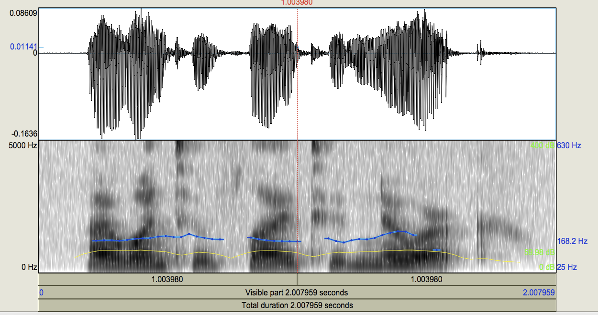 1.003980
0.08609
0.01141
0
-0.1636
5000 Hz
630 Hz
168.2 Hz
0 Hz
25 Hz
1.003980 1.003980
0 Visible part 2.007959 seconds 2.007959
Total duration 2.007959 seconds